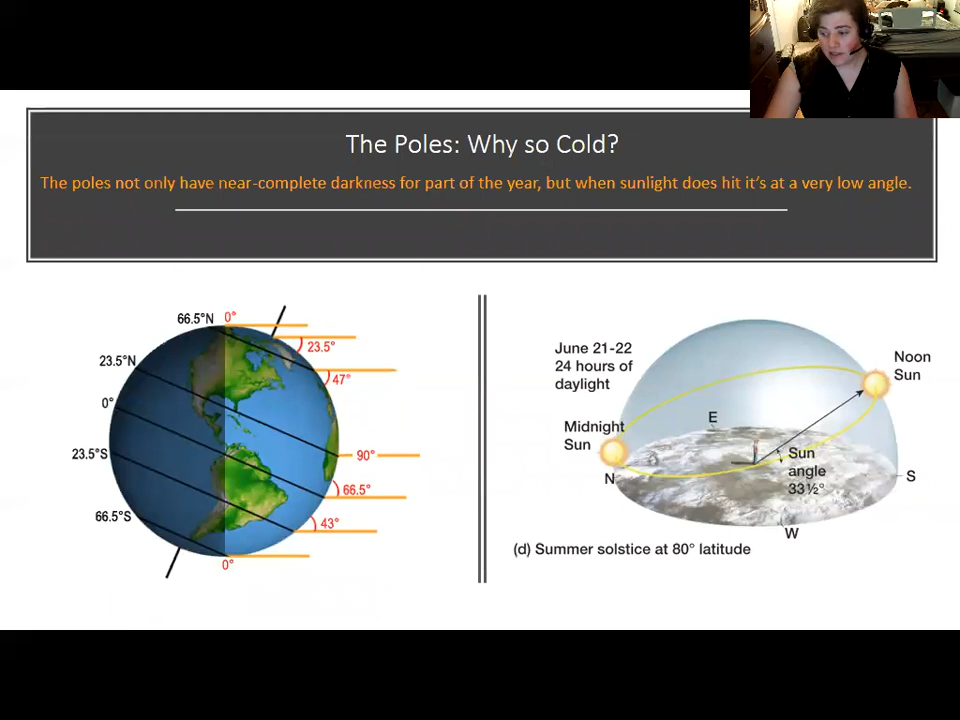 The Poles: Why so Cold?
The poles not only have near-complete darkness for part of the year, but when sunlight does hit it's at a very low angle.
66.5°N
0°
23.5°
23.5°N
47°
0°
23.5°S
90°
66.5°
66.5°S
43°
0°
June 21-22
24 hours of
daylight
Noon
Sun
Midnight
Sun
E
Sun
angle
33½°
N
S
W
(d) Summer solstice at 80° latitude